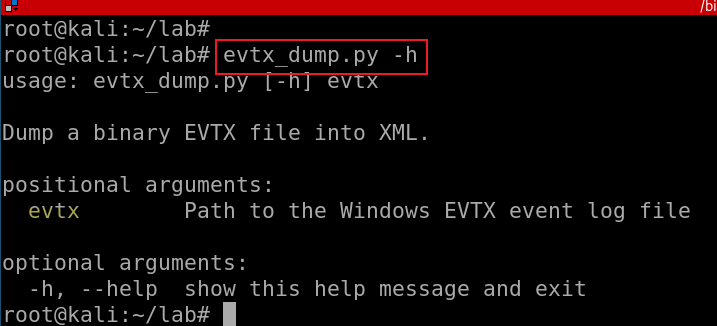 /bi
root@kali:~/lab#
root@kali:~/lab# evtx_dump.py -h
usage: evtx_dump.py [-h] evtx
Dump a binary EVTX file into XML.
positional arguments:
  evtx        Path to the Windows EVTX event log file
optional arguments:
  -h, --help  show this help message and exit
root@kali:~/lab#